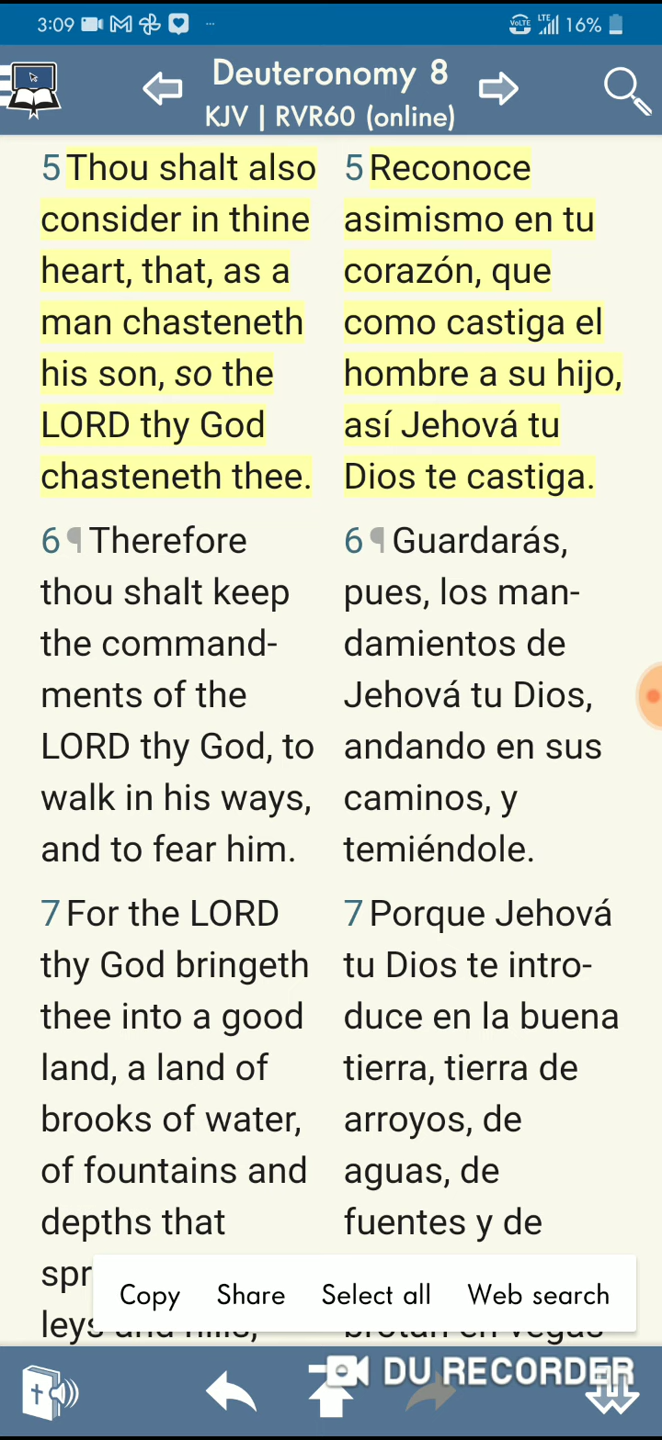 3:09
VoLTE LTE 16%
Deuteronomy 8
KJV | RVR60 (online)
5 Thou shalt also
consider in thine
heart, that, as a
man chasteneth
his son, so the
LORD thy God
chasteneth thee.
6 ¶ Therefore
thou shalt keep
the command-
ments of the
LORD thy God, to
walk in his ways,
and to fear him.
7 For the LORD
thy God bringeth
thee into a good
land, a land of
brooks of water,
of fountains and
depths that
5 Reconoce
asimismo en tu
corazón, que
como castiga el
hombre a su hijo,
así Jehová tu
Dios te castiga.
6 ¶ Guardarás,
pues, los man-
damientos de
Jehová tu Dios,
andando en sus
caminos, y
temiéndole.
7 Porque Jehová
tu Dios te intro-
duce en la buena
tierra, tierra de
arroyos, de
aguas, de
fuentes y de
brotan en vegas
Copy Share Select all Web search
DU RECORDER